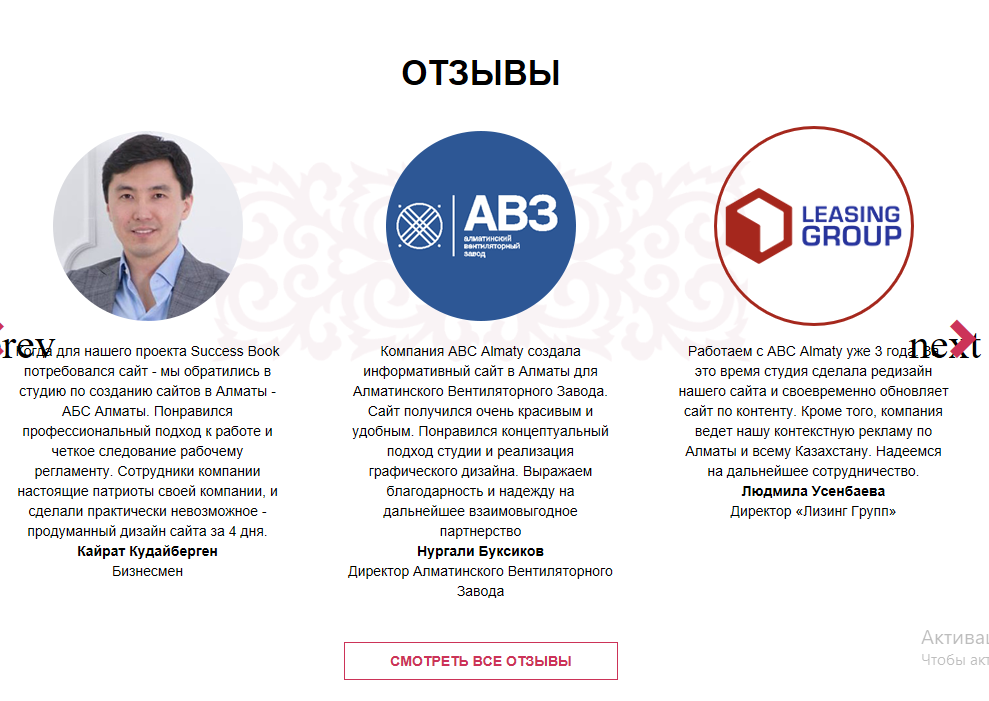 ОТЗЫВЫ
АВЗ
алматинский
вентиляторный
завод
LEASING
GROUP
rev
next
Когда для нашего проекта Success Book
потребовался сайт - мы обратились в
студию по созданию сайтов в Алматы -
АБС Алматы. Понравился
профессиональный подход к работе и
четкое следование рабочему
регламенту. Сотрудники компании
настоящие патриоты своей компании, и
сделали практически невозможное -
продуманный дизайн сайта за 4 дня.
Кайрат Кудайберген
Бизнесмен
Компания ABC Almaty создала
информативный сайт в Алматы для
Алматинского Вентиляторного Завода.
Сайт получился очень красивым и
удобным. Понравился концептуальный
подход студии и реализация
графического дизайна. Выражаем
благодарность и надежду на
дальнейшее взаимовыгодное
партнерство
Нургали Буксиков
Директор Алматинского Вентиляторного
Завода
Работаем с ABC Almaty уже 3 года. За
это время студия сделала редизайн
нашего сайта и своевременно обновляет
сайт по контенту. Кроме того, компания
ведет нашу контекстную рекламу по
Алматы и всему Казахстану. Надеемся
на дальнейшее сотрудничество.
Людмила Усенбаева
Директор «Лизинг Групп»
СМОТРЕТЬ ВСЕ ОТЗЫВЫ
Активац
Чтобы акт